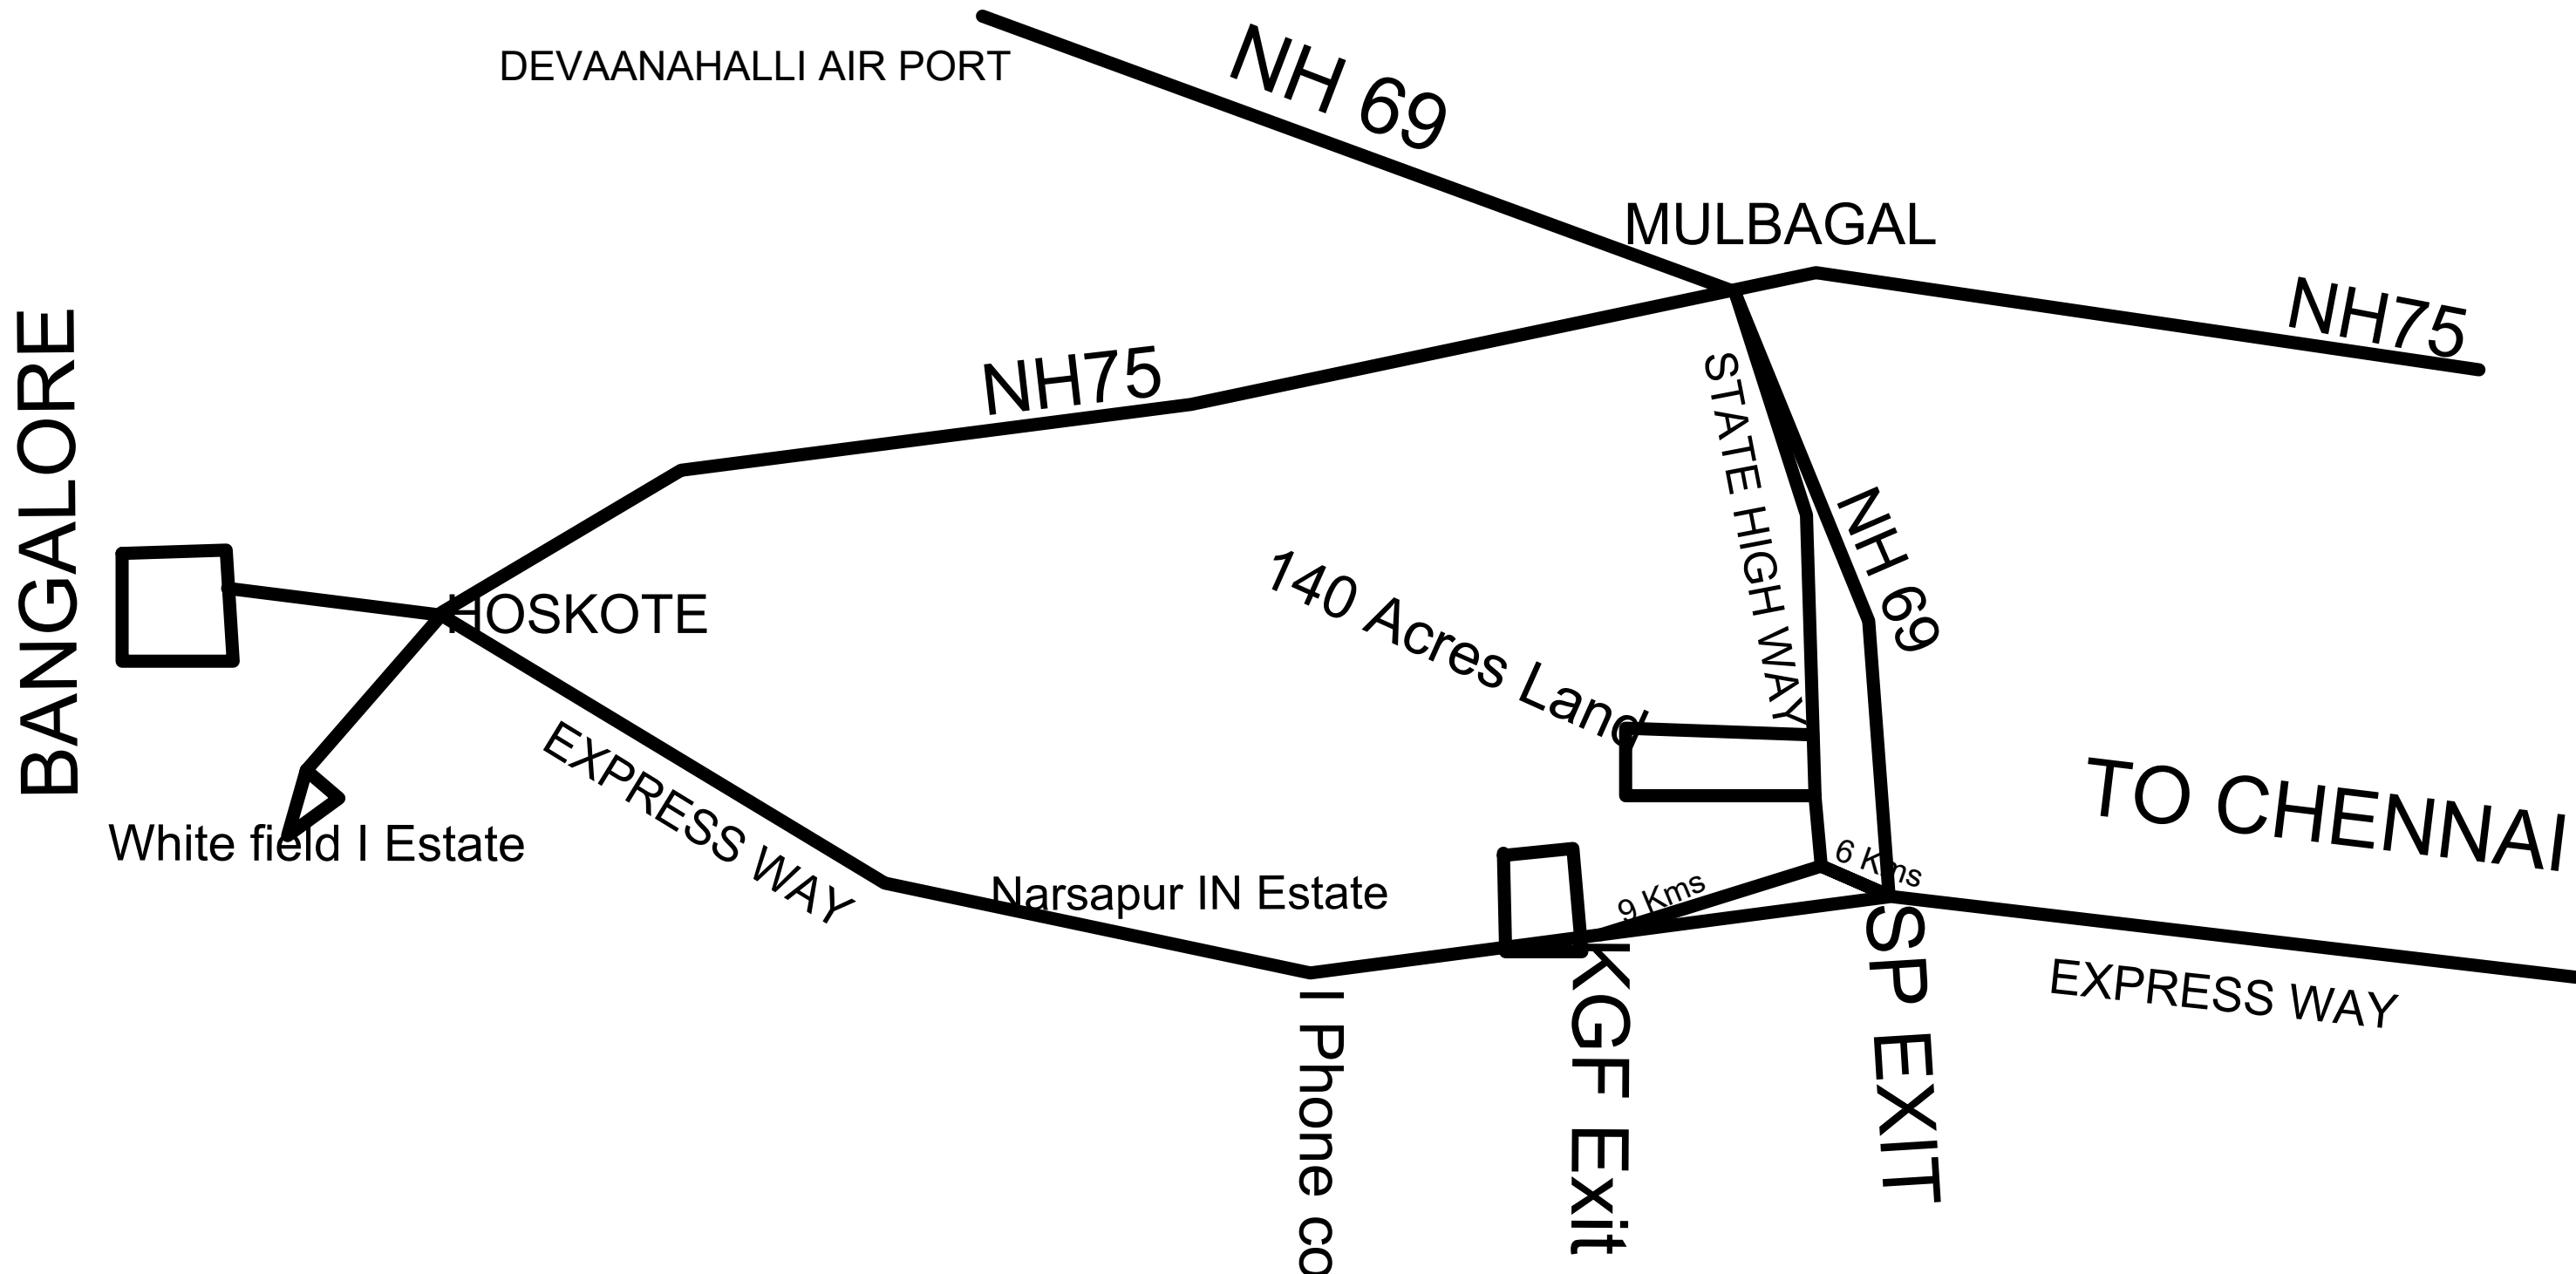 DEVAANAHALLI AIR PORT
NH 69
MULBAGAL
NH75
NH75
BANGALORE
STATE HIGH WAY
NH 69
HOSKOTE
140 Acres Land
EXPRESS WAY
White field I Estate
TO CHENNAI
6 Kms
9 Kms
Narsapur IN Estate
SP EXIT
KGF Exit
EXPRESS WAY
I Phone co